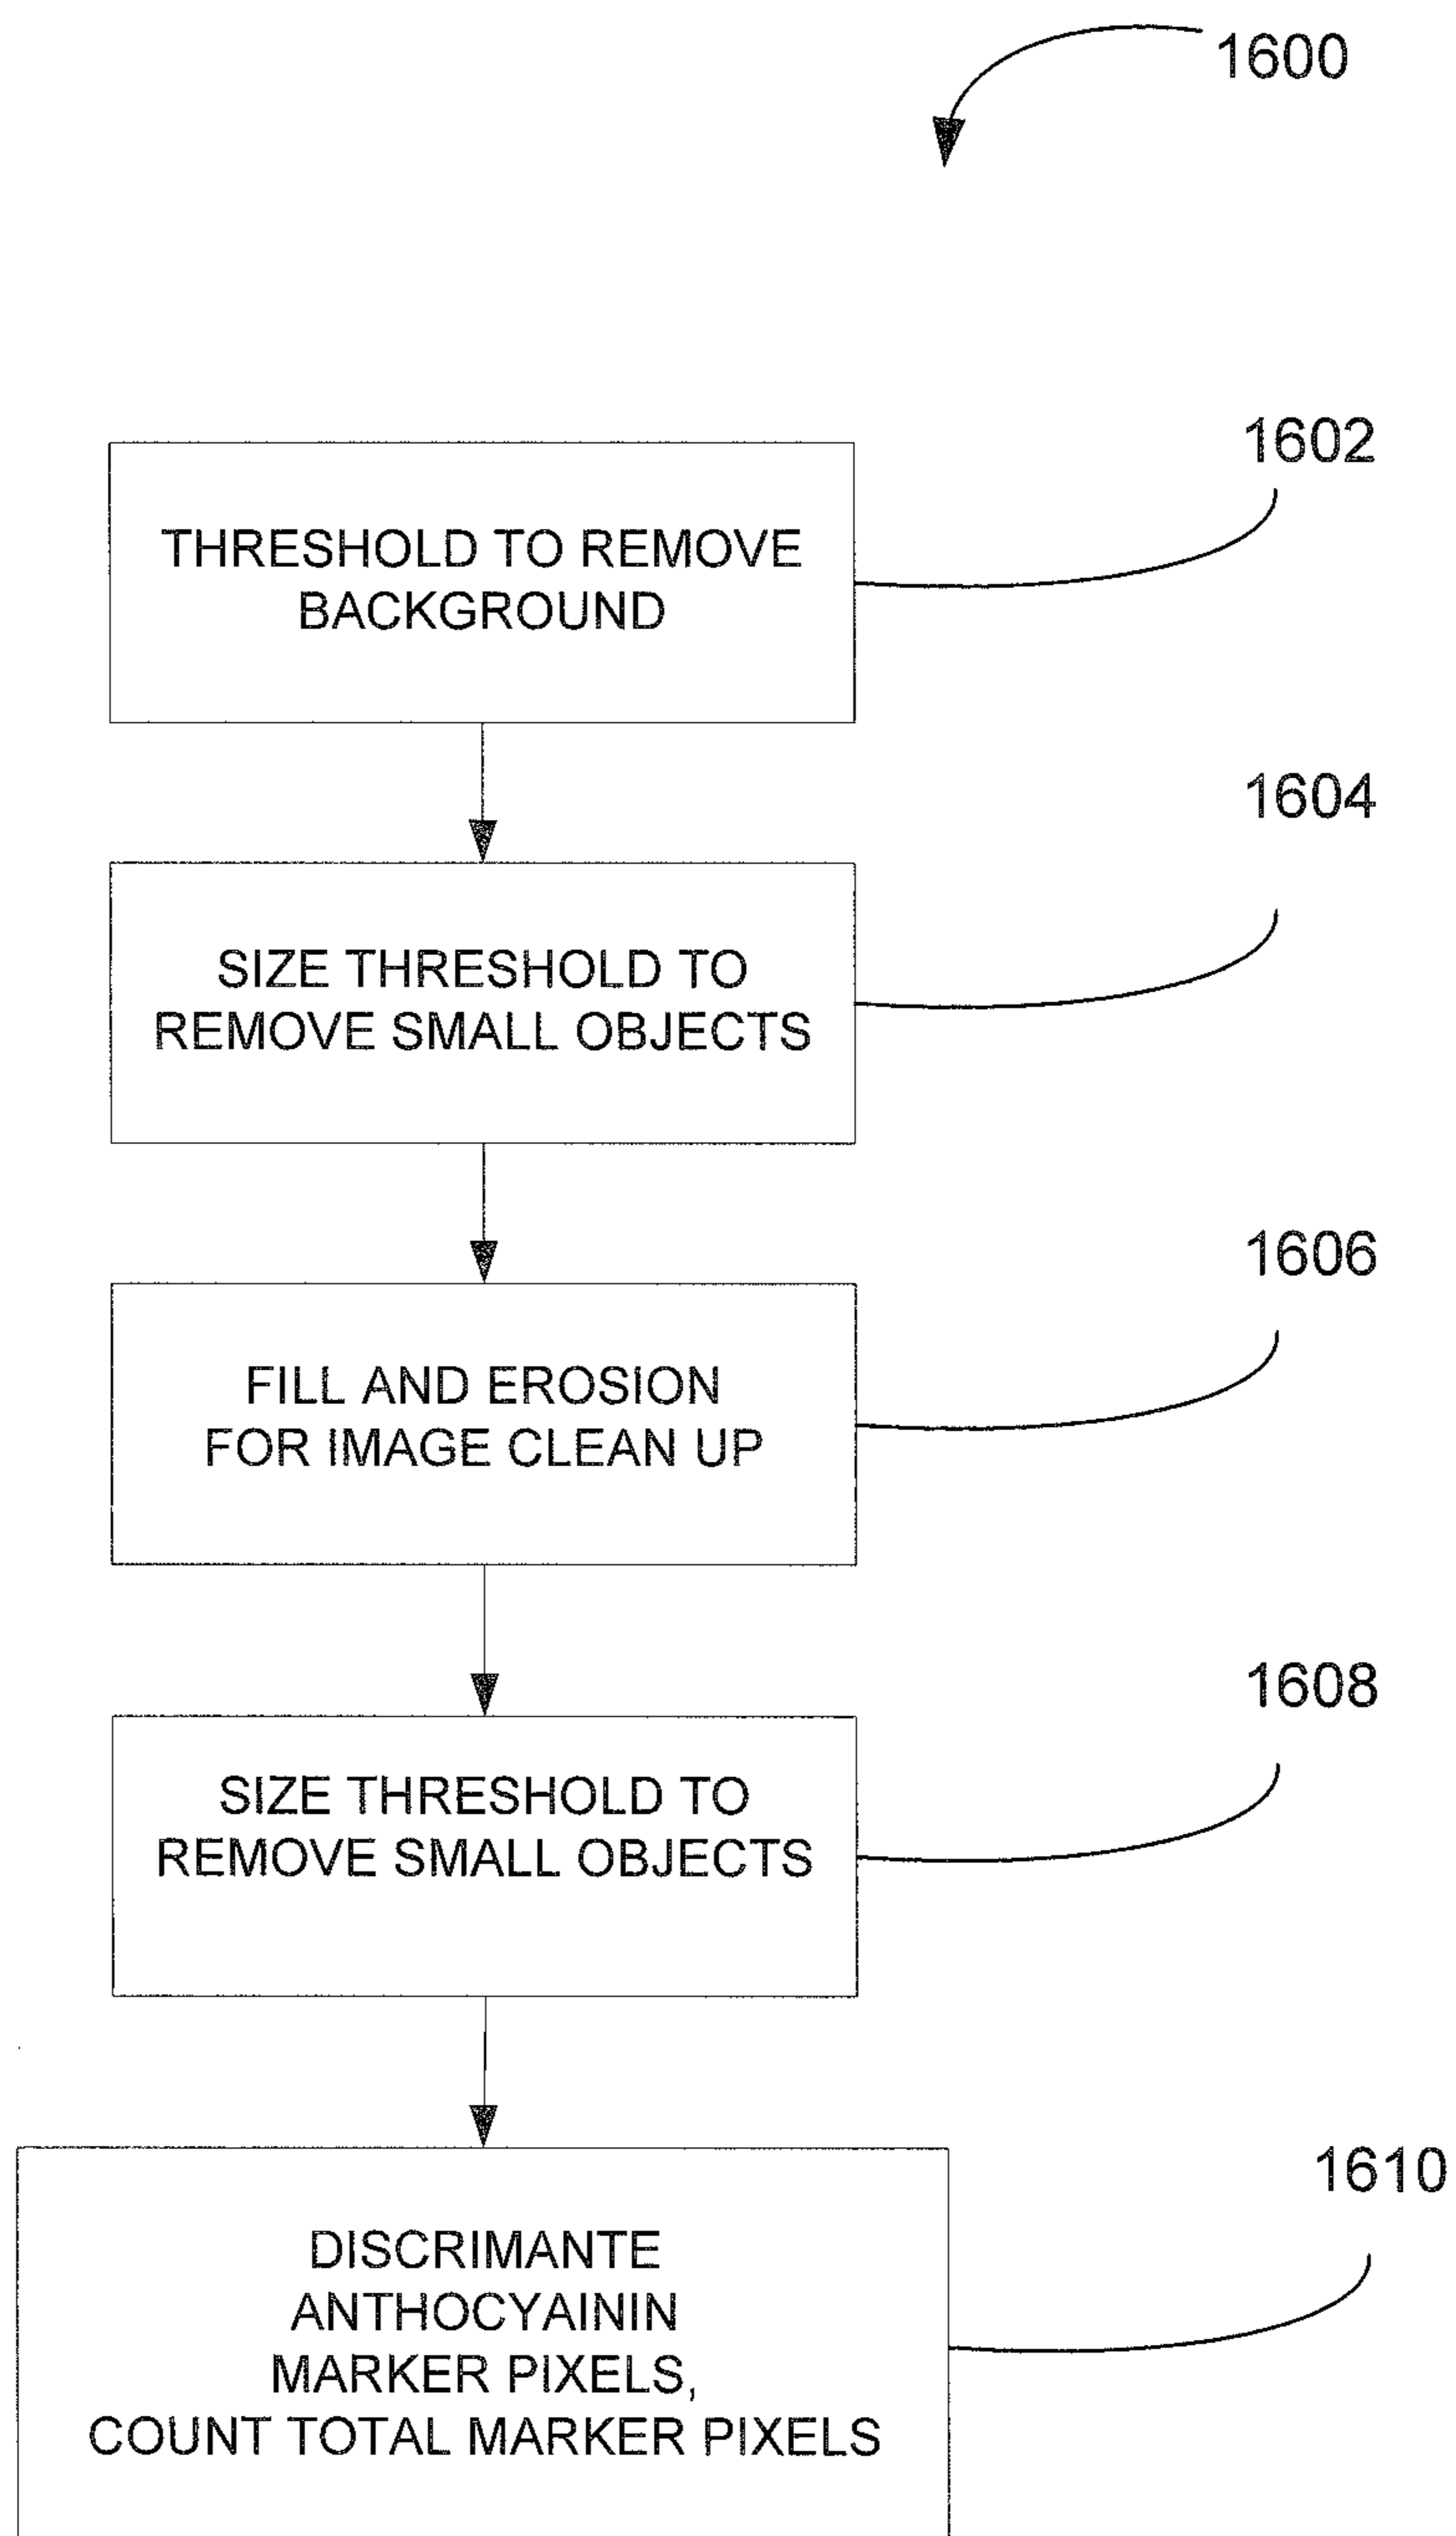 1600
1602
THRESHOLD TO REMOVE
BACKGROUND
1604
SIZE THRESHOLD TO
REMOVE SMALL OBJECTS
1606
FILL AND EROSION
FOR IMAGE CLEAN UP
1608
SIZE THRESHOLD TO
REMOVE SMALL OBJECTS
1610
DISCRIMANTE
ANTHOCYAININ
MARKER PIXELS,
COUNT TOTAL MARKER PIXELS